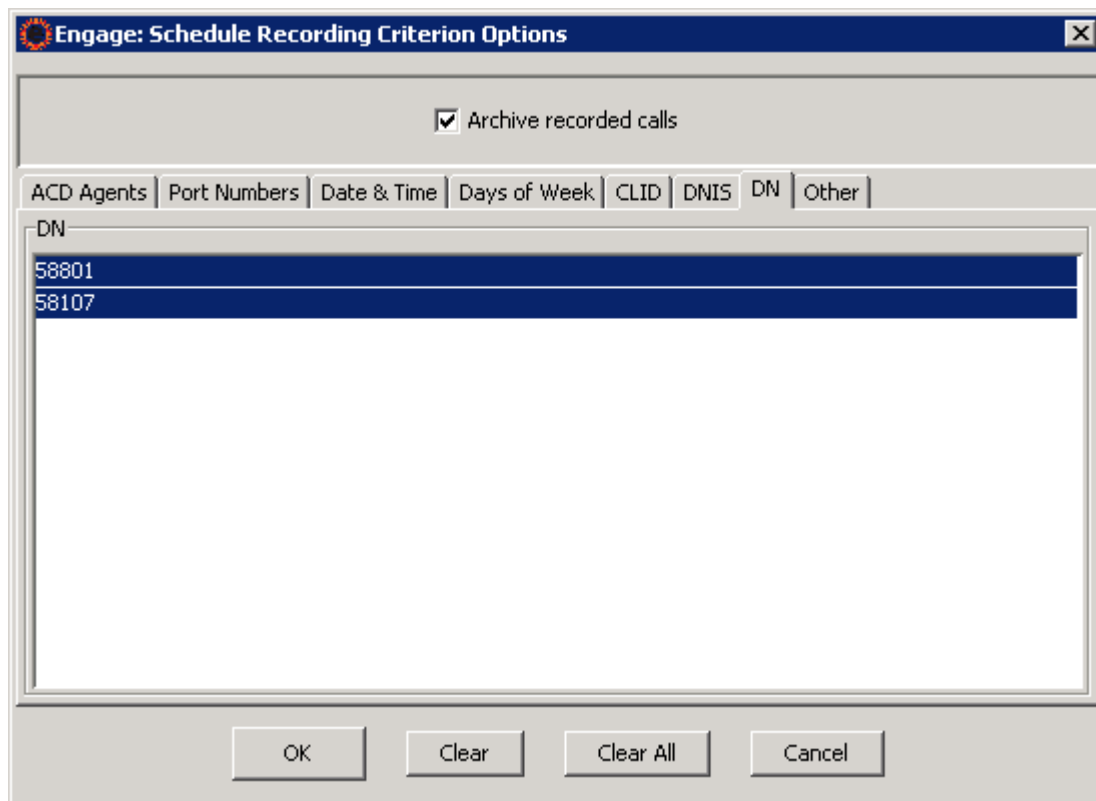 Engage: Schedule Recording Criterion Options
Archive recorded calls
ACD Agents Port Numbers Date & Time Days of Week CLID DNIS DN Other
DN
58801
58107
OK Clear Clear All Cancel